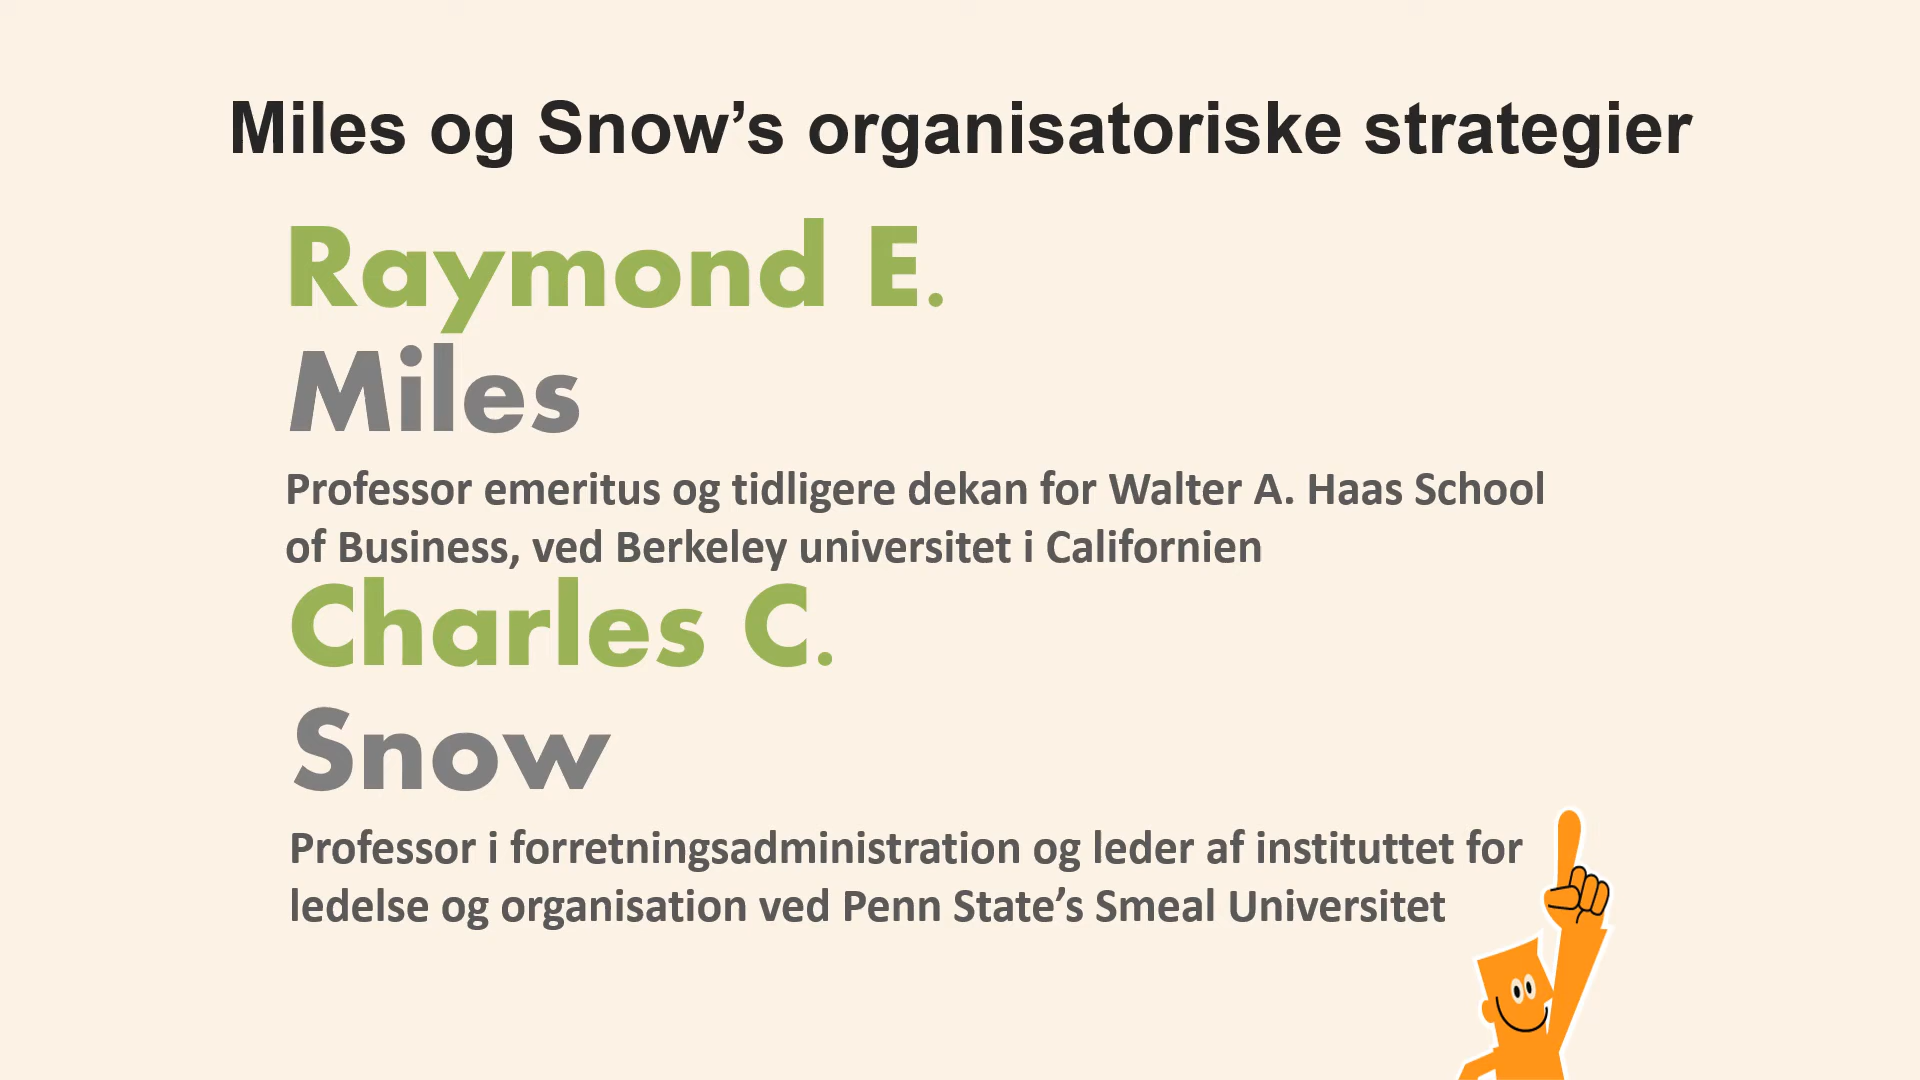 Miles og Snow’s organisatoriske strategier
Raymond E.
Miles
Professor emeritus og tidligere dekan for Walter A. Haas School
of Business, ved Berkeley universitet i Californien
Charles C.
Snow
Professor i forretningsadministration og leder af instituttet for
ledelse og organisation ved Penn State’s Smeal Universitet